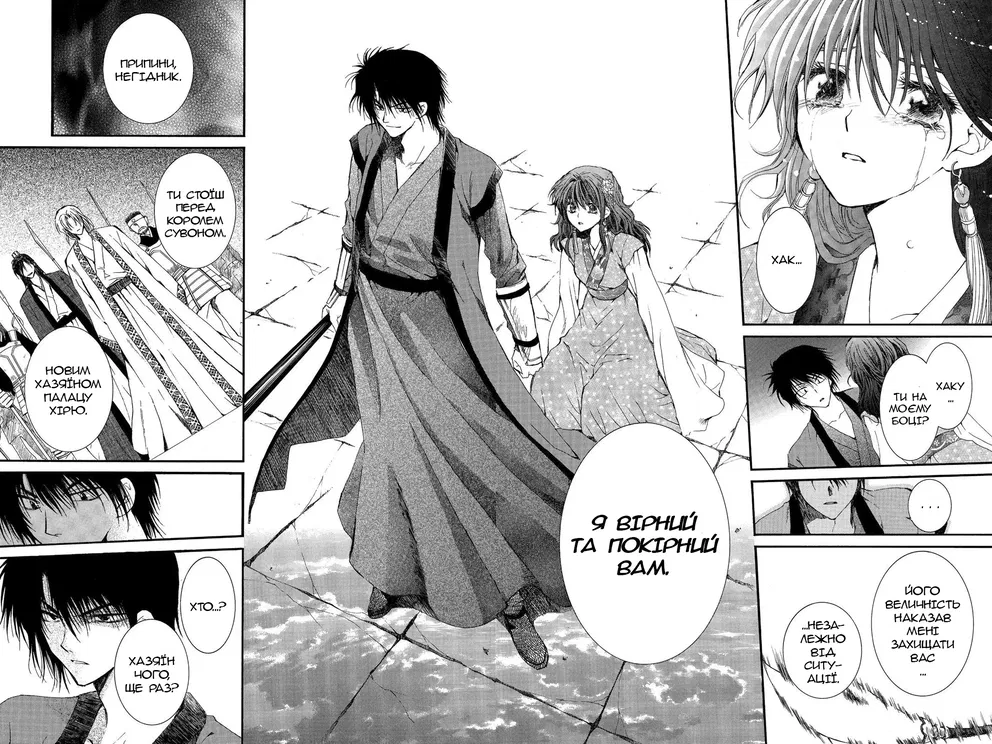 ХАК...
ХАКУ
...
ТИ НА
МОЄМУ
БОЦІ?
...
ЙОГО
ВЕЛИЧНІСТЬ
НАКАЗАВ
МЕНІ
ЗАХИЩАТИ
ВАС
...
...НЕЗА-
ЛЕЖНО
ВІД
СИТУ-
АЦІЇ.
Я ВІРНИЙ
ТА ПОКІРНИЙ
ВАМ.
ПРИПИНИ,
НЕГІДНИК.
ТИ СТОЇШ
ПЕРЕД
КОРОЛЕМ
СУВОНОМ.
НОВИМ
ХАЗЯЇНОМ
ПАЛАЦУ
ХІРЮ.
ХТО...?
ХАЗЯЇН
ЧОГО,
ЩЕ РАЗ?